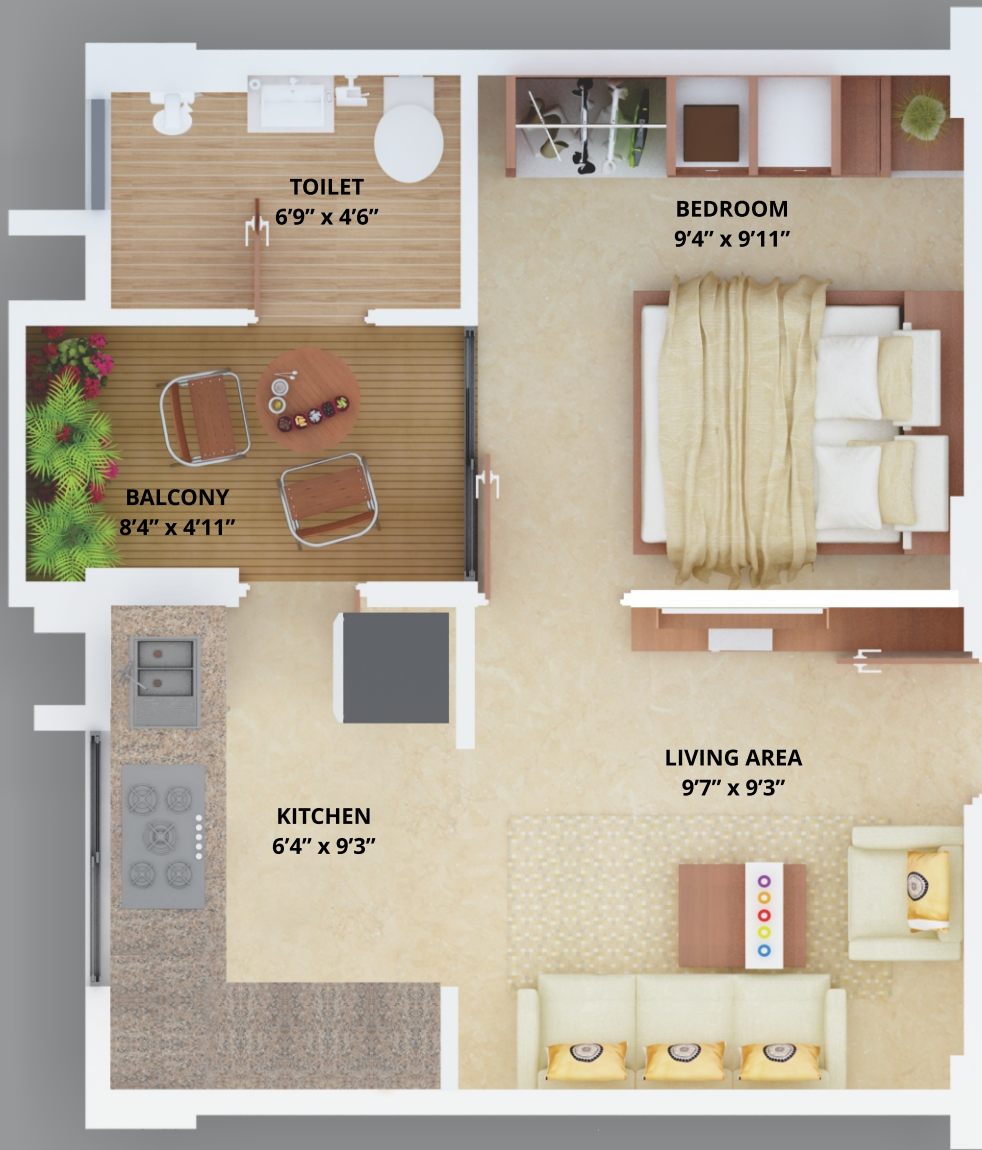 TOILET
6’9” x 4’6”
BEDROOM
9’4” x 9’11”
BALCONY
8’4” x 4’11”
LIVING AREA
9’7” x 9’3”
KITCHEN
6’4” x 9’3”